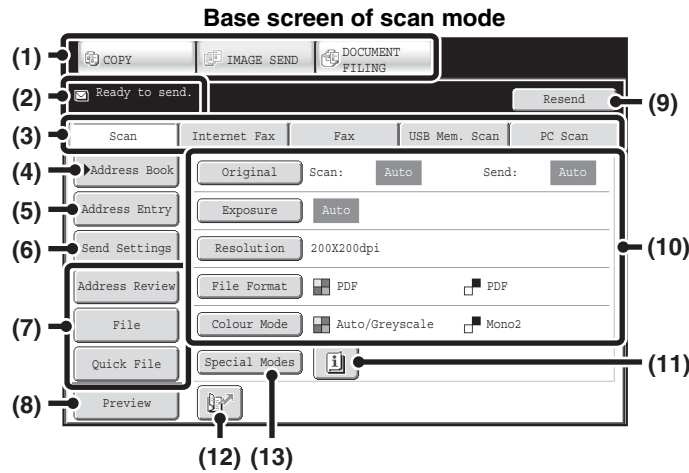 Base screen of scan mode
(1) COPY IMAGE SEND DOCUMENT FILING
(2) Ready to send.
Resend (9)
(3) Scan Internet Fax Fax USB Mem. Scan PC Scan
(4) Address Book Original Scan: Auto Send: Auto
(5) Address Entry Exposure Auto
(6) Send Settings Resolution 200X200dpi (10)
Address Review File Format PDF PDF
(7) File Colour Mode Auto/Greyscale Mono2
Quick File Special Modes i (11)
(8) Preview
(12) (13)